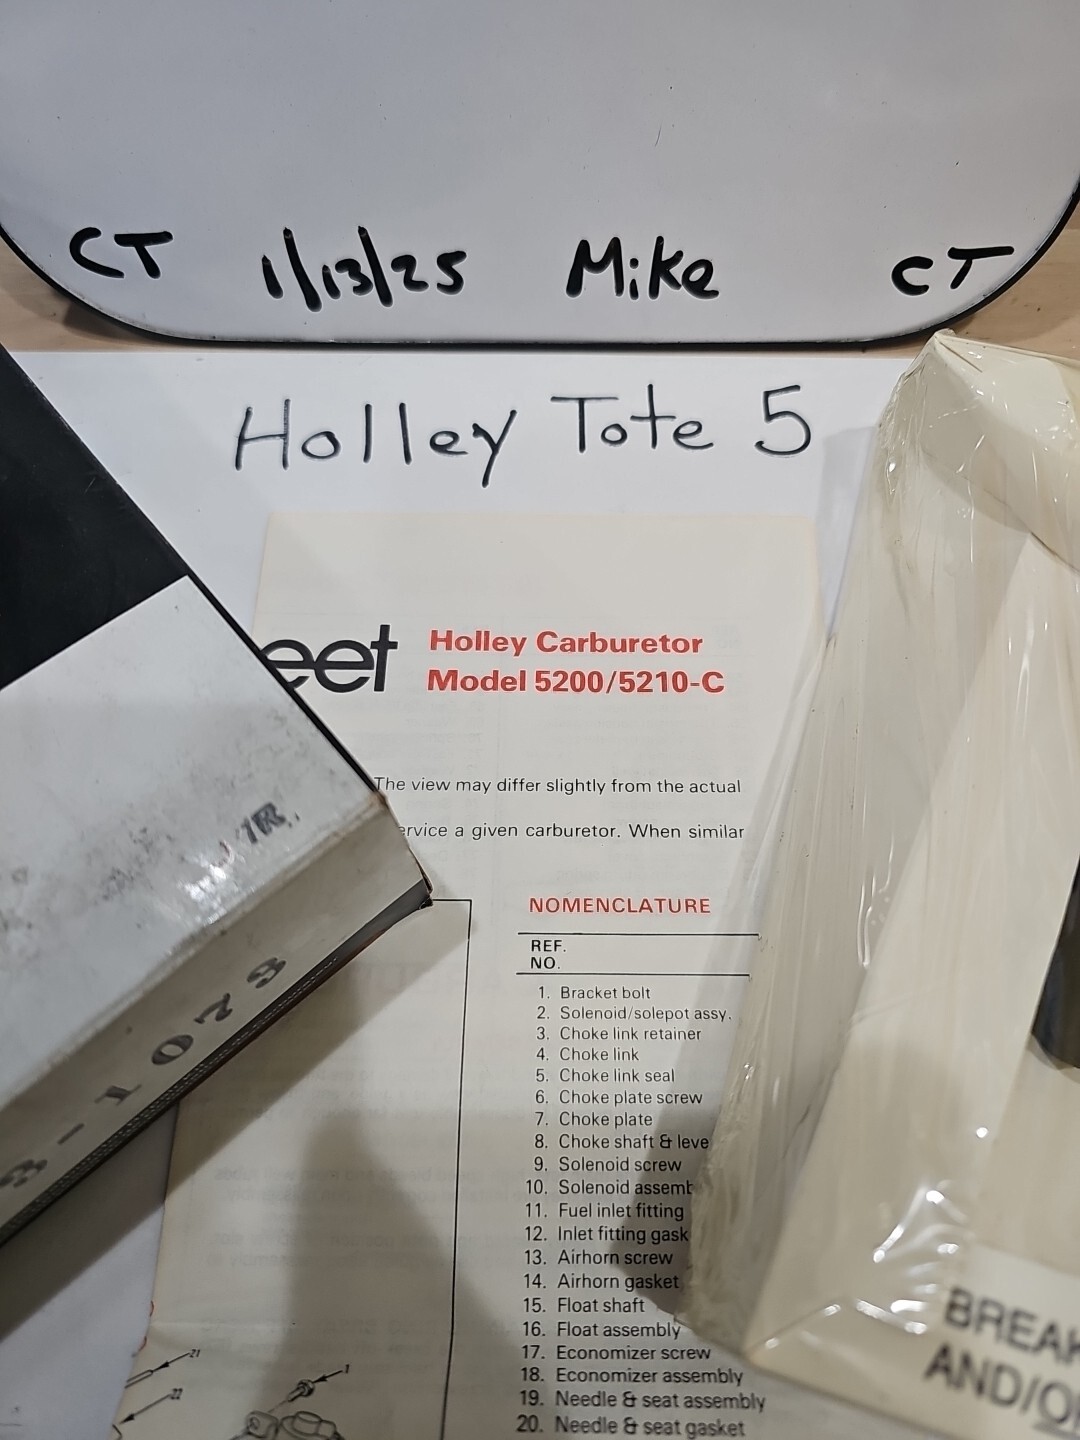 CT 1/13/25 Mike CT
Holley Tote 5
eet Holley Carburetor
Model 5200/5210-C
The view may differ slightly from the actual
ervice a given carburetor. When similar
NOMENCLATURE
REF.
NO.
1. Bracket bolt
2. Solenoid/solepot assy.
3. Choke link retainer
4. Choke link
5. Choke link seal
6. Choke plate screw
7. Choke plate
8. Choke shaft & leve
9. Solenoid screw
10. Solenoid assemb
11. Fuel inlet fitting
12. Inlet fitting gask
13. Airhorn screw
14. Airhorn gasket
15. Float shaft
16. Float assembly
17. Economizer screw
18. Economizer assembly
19. Needle & seat assembly
20. Needle & seat gasket
21
22
1
3-1023
BREAK
AND/O